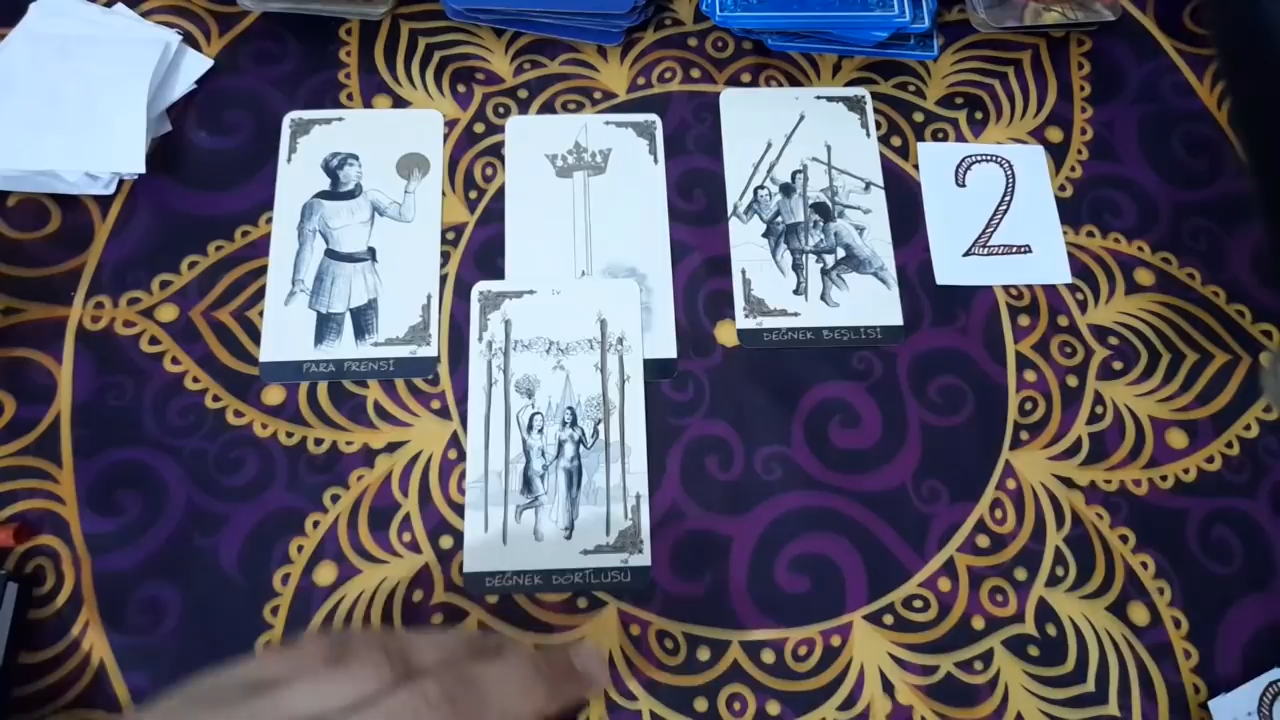 PARA PRENSİ
V
DEĞNEK BEŞLİSİ
2
IV
DEĞNEK DÖRTLÜSÜ